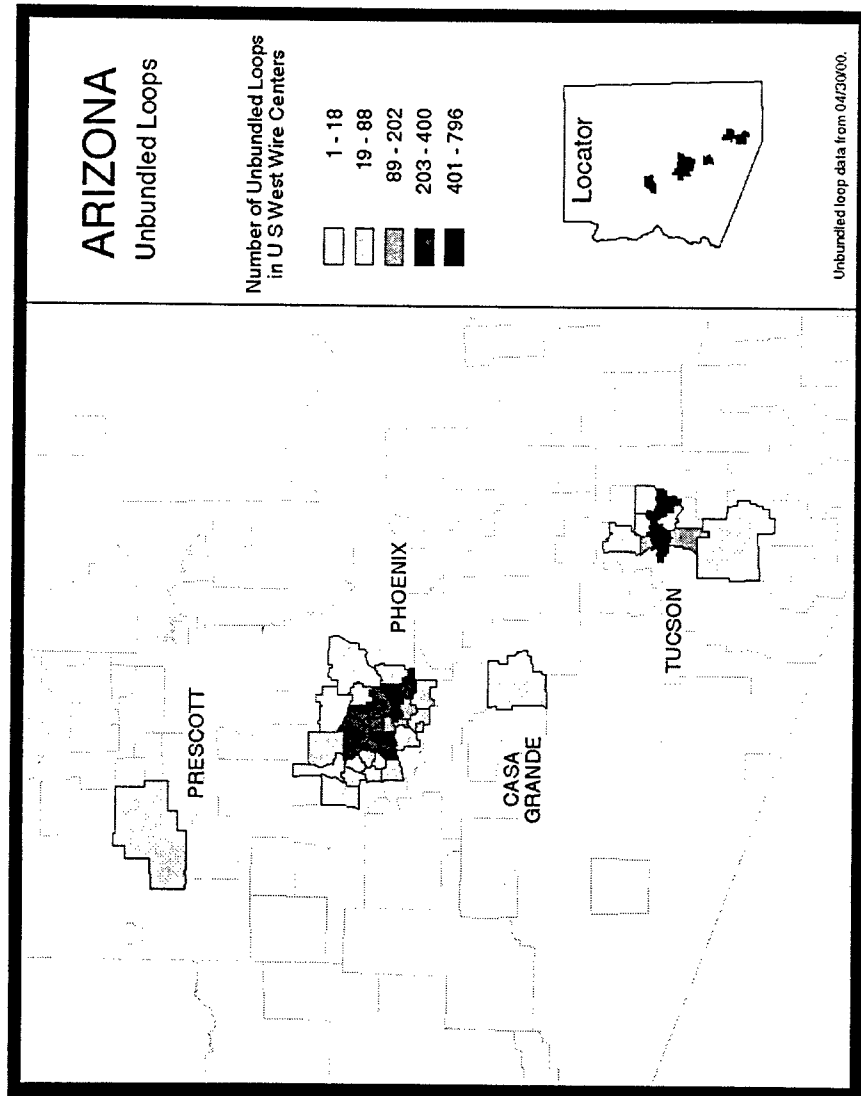 ARIZONA
Unbundled Loops
Number of Unbundled Loops
in U S West Wire Centers
1 - 18
19 - 88
89 - 202
203 - 400
401 - 796
Locator
Unbundled loop data from 04/30/00.
PRESCOTT
PHOENIX
CASA
GRANDE
TUCSON